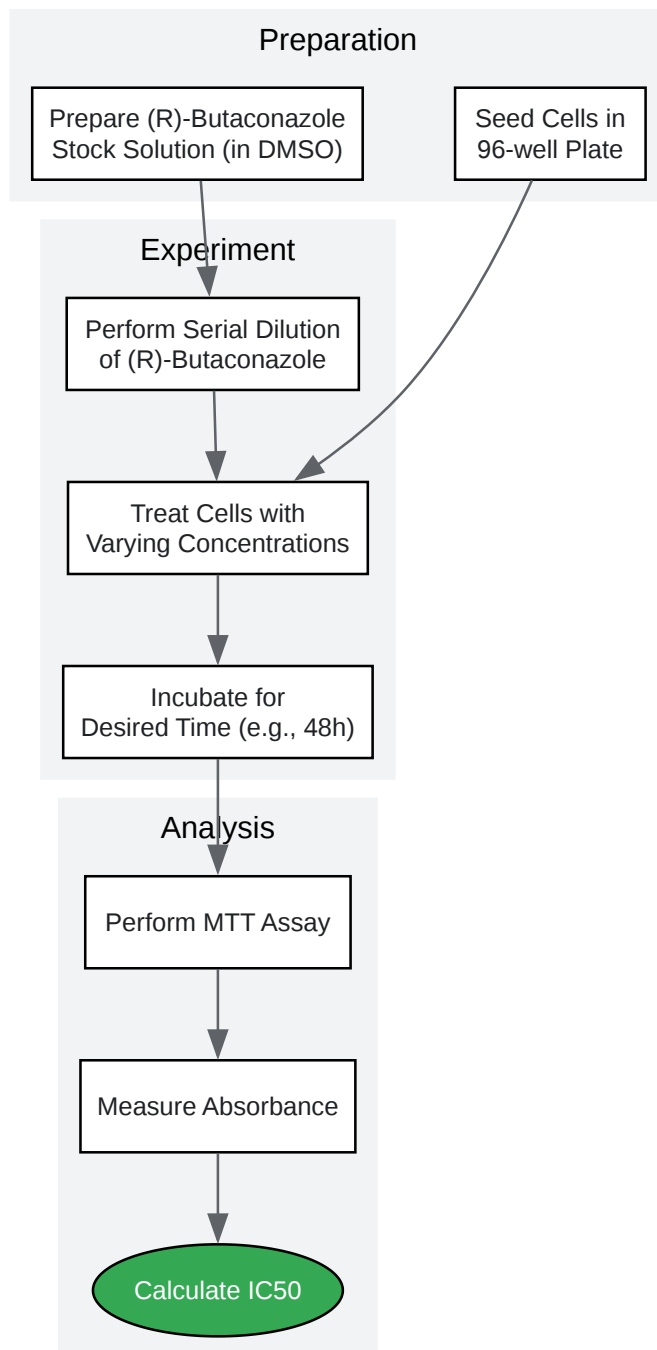 Preparation
Prepare (R)-Butaconazole
Stock Solution (in DMSO)
Seed Cells in
96-well Plate
Experiment
Perform Serial Dilution
of (R)-Butaconazole
Treat Cells with
Varying Concentrations
Incubate for
Desired Time (e.g., 48h)
Analysis
Perform MTT Assay
Measure Absorbance
Calculate IC50